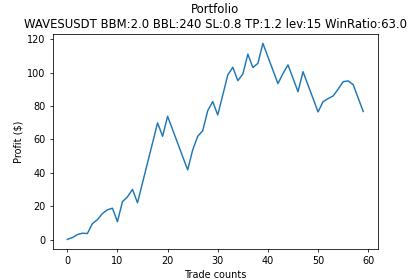 Portfolio
WAVESUSDT BBM:2.0 BBL:240 SL:0.8 TP:1.2 lev:15 WinRatio:63.0
120
100
80
60
40
20
0
Profit ($)
0 10 20 30 40 50 60
Trade counts